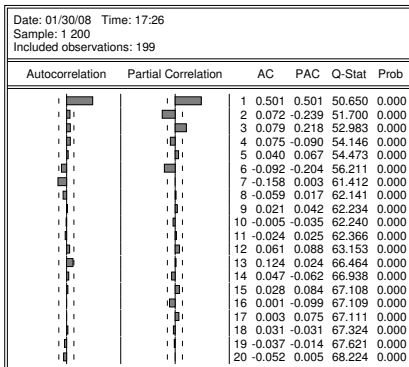 Date: 01/30/08 Time: 17:26
Sample: 1 200
Included observations: 199
Autocorrelation Partial Correlation AC PAC Q-Stat Prob
1 0.501 0.501 50.650 0.000
2 0.072 -0.239 51.700 0.000
3 0.079 0.218 52.983 0.000
4 0.075 -0.090 54.146 0.000
5 0.040 0.067 54.473 0.000
6 -0.092 -0.204 56.211 0.000
7 -0.158 0.003 61.412 0.000
8 -0.059 0.017 62.141 0.000
9 0.021 0.042 62.234 0.000
10 -0.005 -0.035 62.240 0.000
11 -0.024 0.025 62.366 0.000
12 0.061 0.088 63.153 0.000
13 0.124 0.024 66.464 0.000
14 0.047 -0.062 66.938 0.000
15 0.028 0.084 67.108 0.000
16 0.001 -0.099 67.109 0.000
17 0.003 0.075 67.111 0.000
18 0.031 -0.031 67.324 0.000
19 -0.037 -0.014 67.621 0.000
20 -0.052 0.005 68.224 0.000